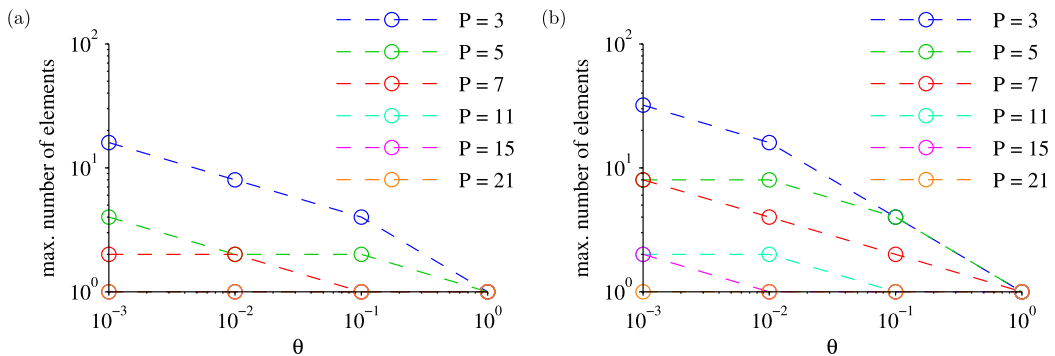 (a)
max. number of elements
10^2
10^1
10^0
10^-3
10^-2
10^-1
10^0
θ
P = 3
P = 5
P = 7
P = 11
P = 15
P = 21
(b)
max. number of elements
10^2
10^1
10^0
10^-3
10^-2
10^-1
10^0
θ
P = 3
P = 5
P = 7
P = 11
P = 15
P = 21